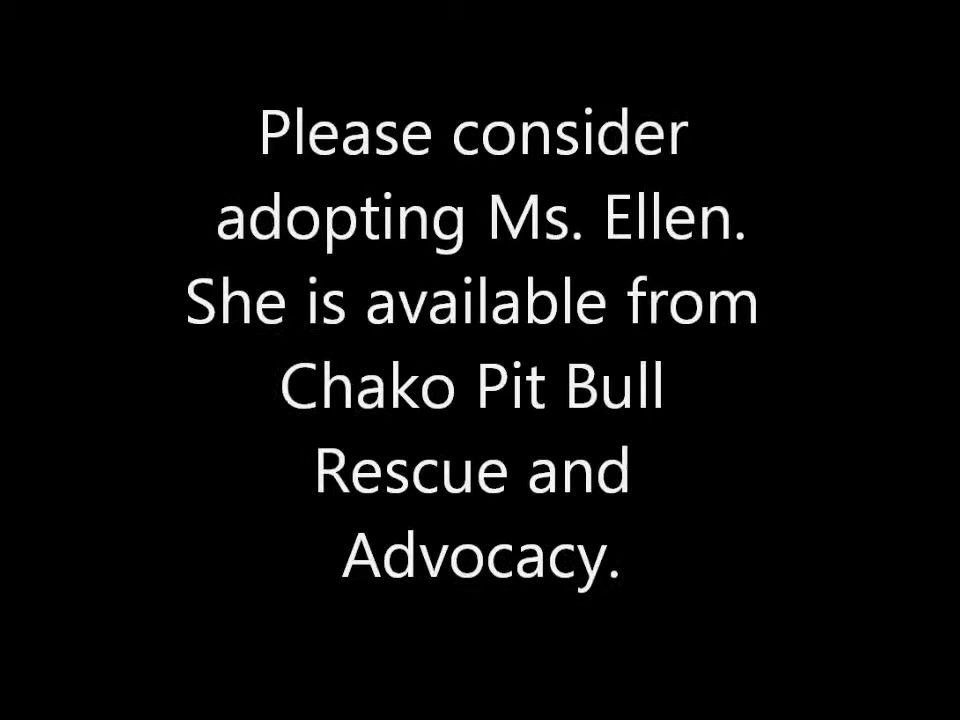 Please consider
adopting Ms. Ellen.
She is available from
Chako Pit Bull
Rescue and
Advocacy.